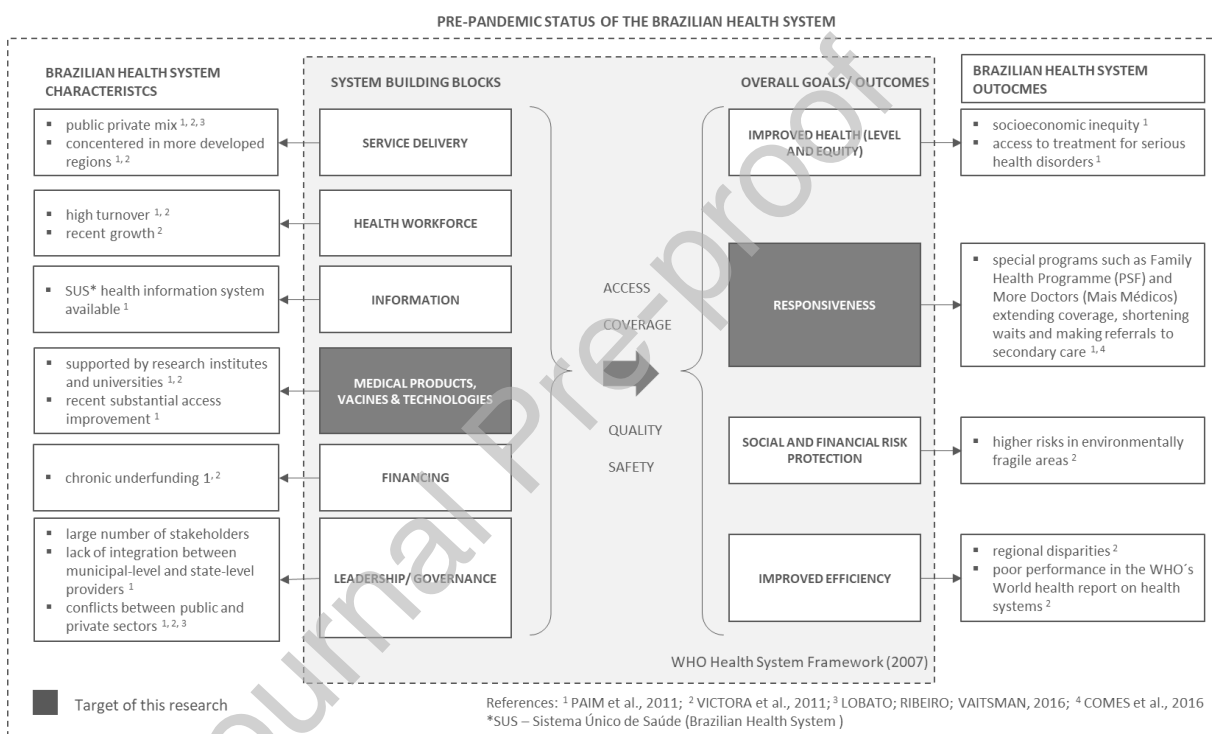 PRE-PANDEMIC STATUS OF THE BRAZILIAN HEALTH SYSTEM
BRAZILIAN HEALTH SYSTEM
CHARACTERISTCS
▪ public private mix 1, 2, 3
▪ concentered in more developed
regions 1, 2
▪ high turnover 1, 2
▪ recent growth 2
▪ SUS* health information system
available 1
▪ supported by research institutes
and universities 1, 2
▪ recent substantial access
improvement 1
▪ chronic underfunding 1, 2
▪ large number of stakeholders
▪ lack of integration between
municipal-level and state-level
providers 1
▪ conflicts between public and
private sectors 1, 2, 3
SYSTEM BUILDING BLOCKS
SERVICE DELIVERY
HEALTH WORKFORCE
INFORMATION
MEDICAL PRODUCTS,
VACINES & TECHNOLOGIES
FINANCING
LEADERSHIP/ GOVERNANCE
ACCESS
COVERAGE
QUALITY
SAFETY
OVERALL GOALS/ OUTCOMES
IMPROVED HEALTH (LEVEL
AND EQUITY)
RESPONSIVENESS
SOCIAL AND FINANCIAL RISK
PROTECTION
IMPROVED EFFICIENCY
WHO Health System Framework (2007)
BRAZILIAN HEALTH SYSTEM
OUTOCMES
▪ socioeconomic inequity 1
▪ access to treatment for serious
health disorders 1
▪ special programs such as Family
Health Programme (PSF) and
More Doctors (Mais Médicos)
extending coverage, shortening
waits and making referrals to
secondary care 1, 4
▪ higher risks in environmentally
fragile areas 2
▪ regional disparities 2
▪ poor performance in the WHO´s
World health report on health
systems 2
Target of this research
References: 1 PAIM et al., 2011; 2 VICTORA et al., 2011; 3 LOBATO; RIBEIRO; VAITSMAN, 2016; 4 COMES et al., 2016
*SUS – Sistema Único de Saúde (Brazilian Health System )
Journal Pre-proof